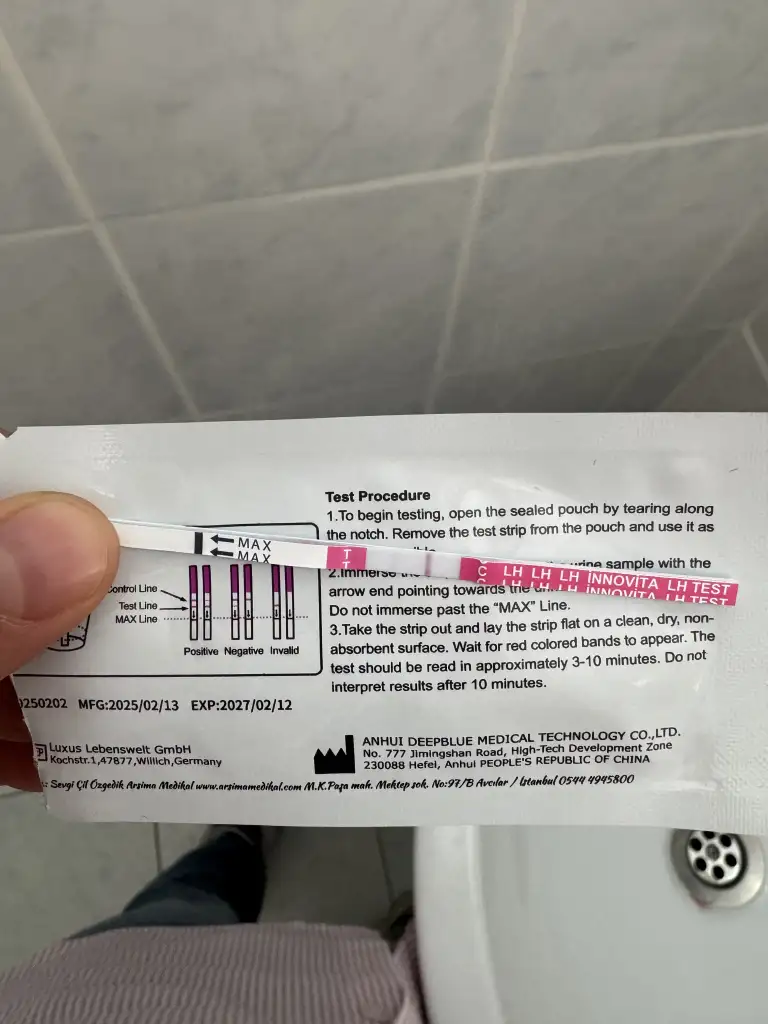 Test Procedure
1.To begin testing, open the sealed pouch by tearing along
the notch. Remove the test strip from the pouch and use it as
sample with the
2.Immerse
arrow end pointing towards the
Do not immerse past the “MAX” Line.
3.Take the strip out and lay the strip flat on a clean, dry, non-
absorbent surface. Wait for red colored bands to appear. The
test should be read in approximately 3-10 minutes. Do not
interpret results after 10 minutes.
MAX
MAX
T
T
C
C
LH LH LH INNOVITA LH TEST
LH LH LH INNOVITA LH TEST
Control Line
Test Line
MAX Line
Positive Negative Invalid
0250202 MFG:2025/02/13 EXP:2027/02/12
Luxus Lebenswelt GmbH
Kochstr.1,47877,Willich,Germany
ANHUI DEEPBLUE MEDICAL TECHNOLOGY CO.,LTD.
No. 777 Jimingshan Road, High-Tech Development Zone
230088 Hefei, Anhui PEOPLE'S REPUBLIC OF CHINA
: Sevgi Çil Özgedik Arsima Medikal www.arsimamedikal.com M.K.Paşa mah. Mektep sok. No:97/B Avcılar / İstanbul 0544 4945800